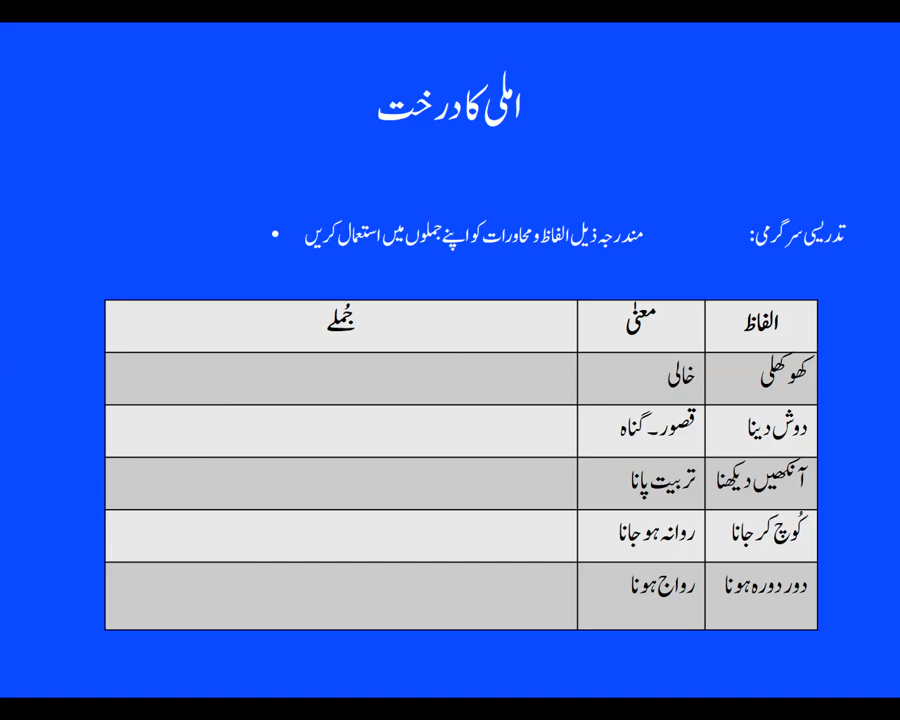 املی کا درخت
تدریسی سرگرمی: مندرجہ ذیل الفاظ و محاورات کو اپنے جملوں میں استعمال کریں •
الفاظ معنیٰ جُملے
کھوکھلی خالی
دوش دینا قصور۔ گناہ
آنکھیں دیکھنا تربیت پانا
کُوچ کر جانا روانہ ہو جانا
دور دورہ ہونا رواج ہونا